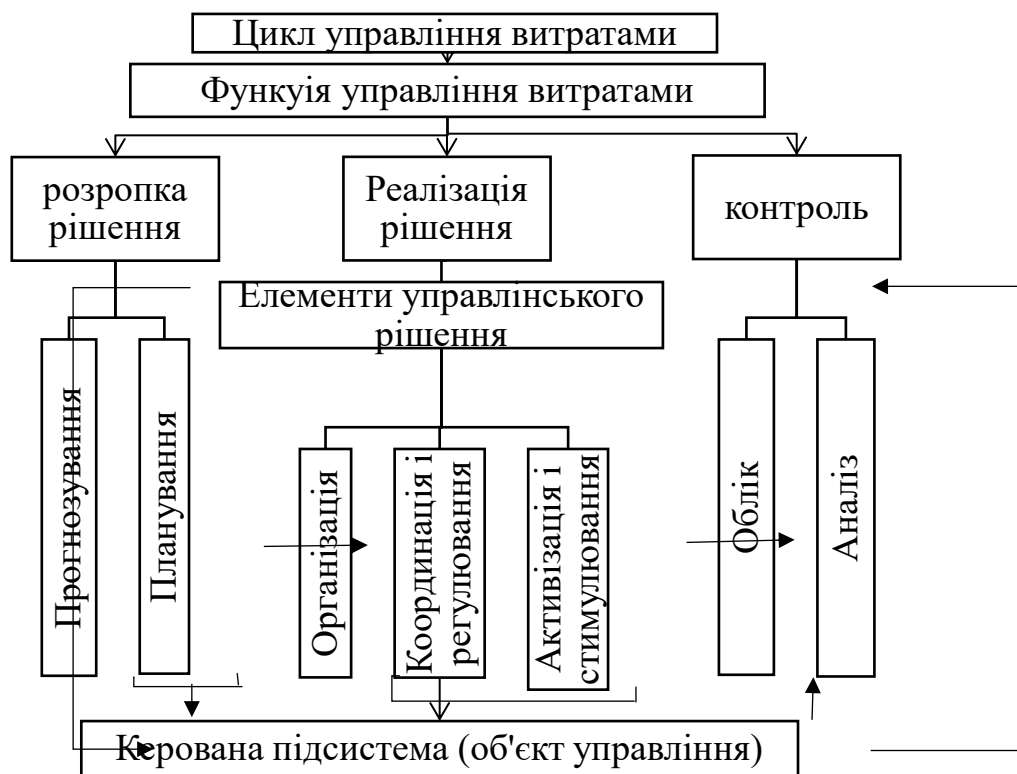 Цикл управління витратами
Функуія управління витратами
розропка
рішення
Реалізація
рішення
контроль
Елементи управлінського
рішення
Прогнозування
Планування
Організація
Координація і
регулювання
Активізація і
стимулювання
Облік
Аналіз
Керована підсистема (об'єкт управління)